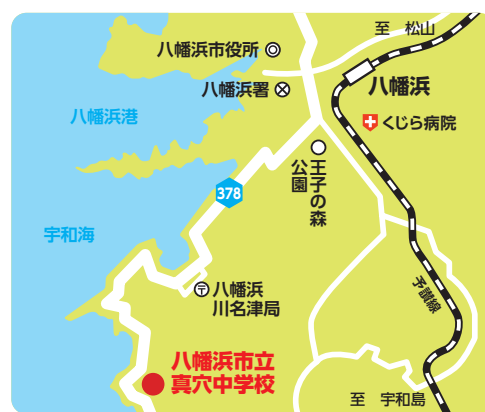 至 松山
八幡浜市役所
八幡浜
八幡浜署
くじら病院
八幡浜港
王子の森
公園
378
宇和海
予讃線
〒
八幡浜
川名津局
八幡浜市立
真穴中学校
至 宇和島